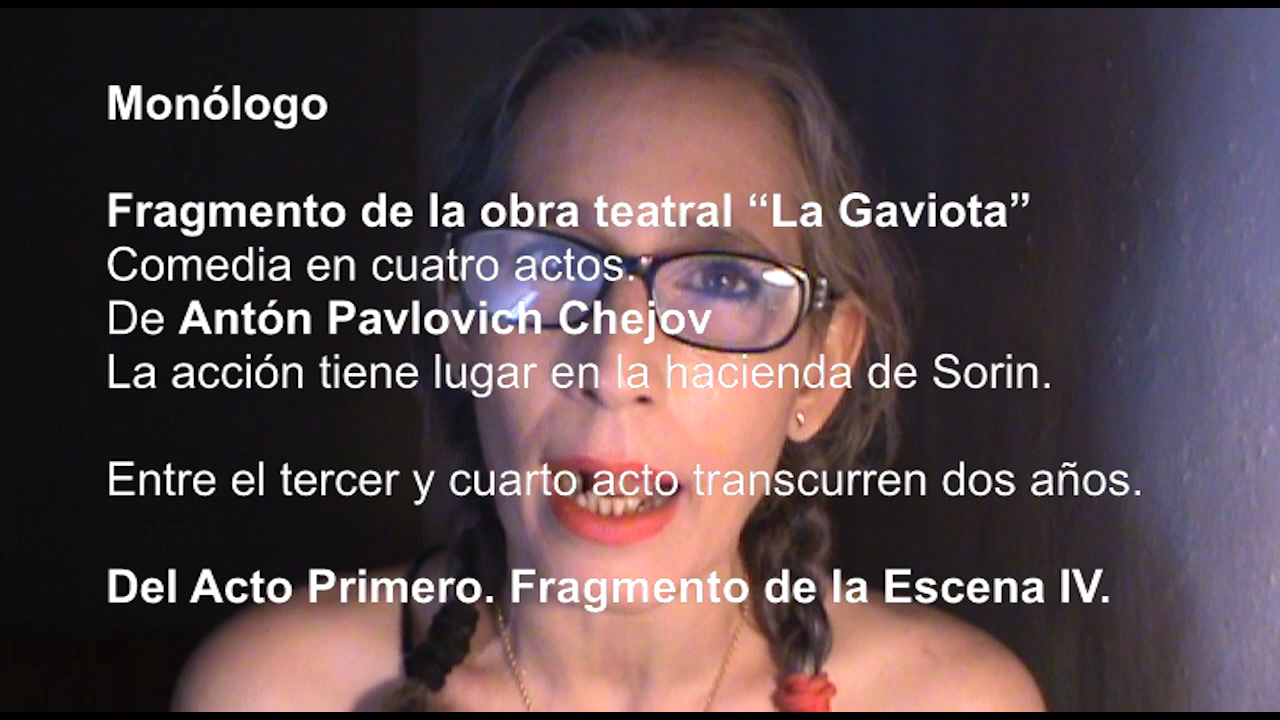 Monólogo
Fragmento de la obra teatral “La Gaviota”
Comedia en cuatro actos.
De Antón Pavlovich Chejov
La acción tiene lugar en la hacienda de Sorin.
Entre el tercer y cuarto acto transcurren dos años.
Del Acto Primero. Fragmento de la Escena IV.